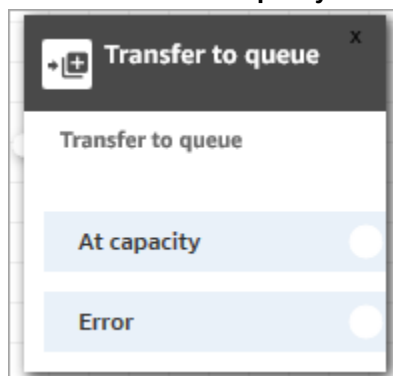 Transfer to queue
x
Transfer to queue
At capacity
Error